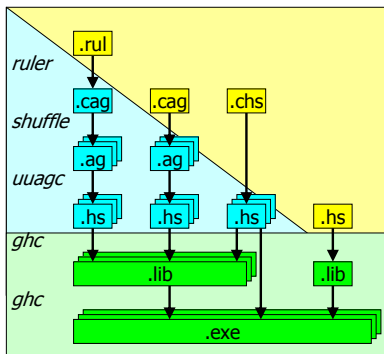 .rul
ruler
.cag .cag .chs
shuffle
.ag .ag
uuagc
.hs .hs .hs .hs
ghc
.lib .lib
ghc
.exe